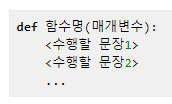 def 함수명(매개변수):
    <수행할 문장1>
    <수행할 문장2>
    ...